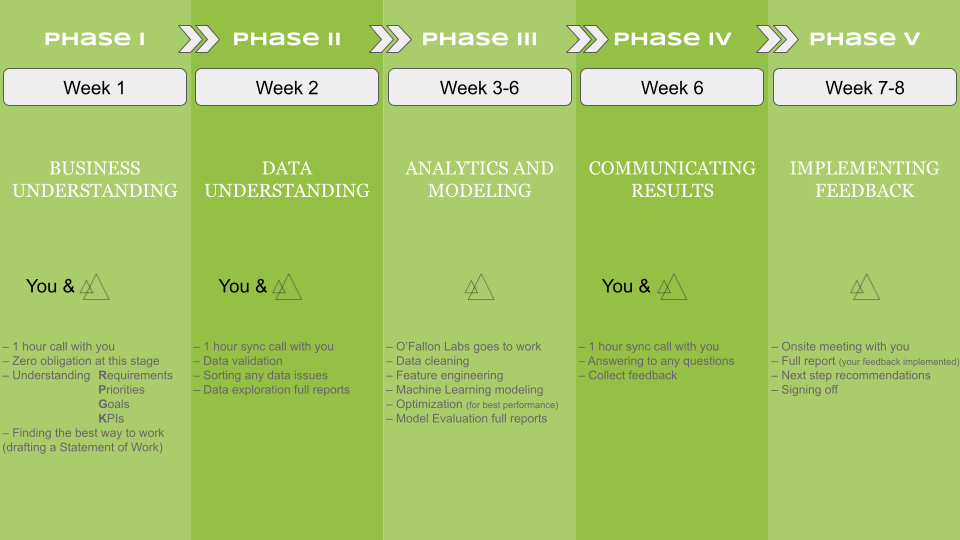 Phase I
Week 1
BUSINESS
UNDERSTANDING
You &
– 1 hour call with you
– Zero obligation at this stage
– Understanding Requirements
Priorities
Goals
KPIs
– Finding the best way to work
(drafting a Statement of Work)
Phase II
Week 2
DATA
UNDERSTANDING
You &
– 1 hour sync call with you
– Data validation
– Sorting any data issues
– Data exploration full reports
Phase III
Week 3-6
ANALYTICS AND
MODELING
– O'Fallon Labs goes to work
– Data cleaning
– Feature engineering
– Machine Learning modeling
– Optimization (for best performance)
– Model Evaluation full reports
Phase IV
Week 6
COMMUNICATING
RESULTS
You &
– 1 hour sync call with you
– Answering to any questions
– Collect feedback
Phase V
Week 7-8
IMPLEMENTING
FEEDBACK
– Onsite meeting with you
– Full report (your feedback implemented)
– Next step recommendations
– Signing off